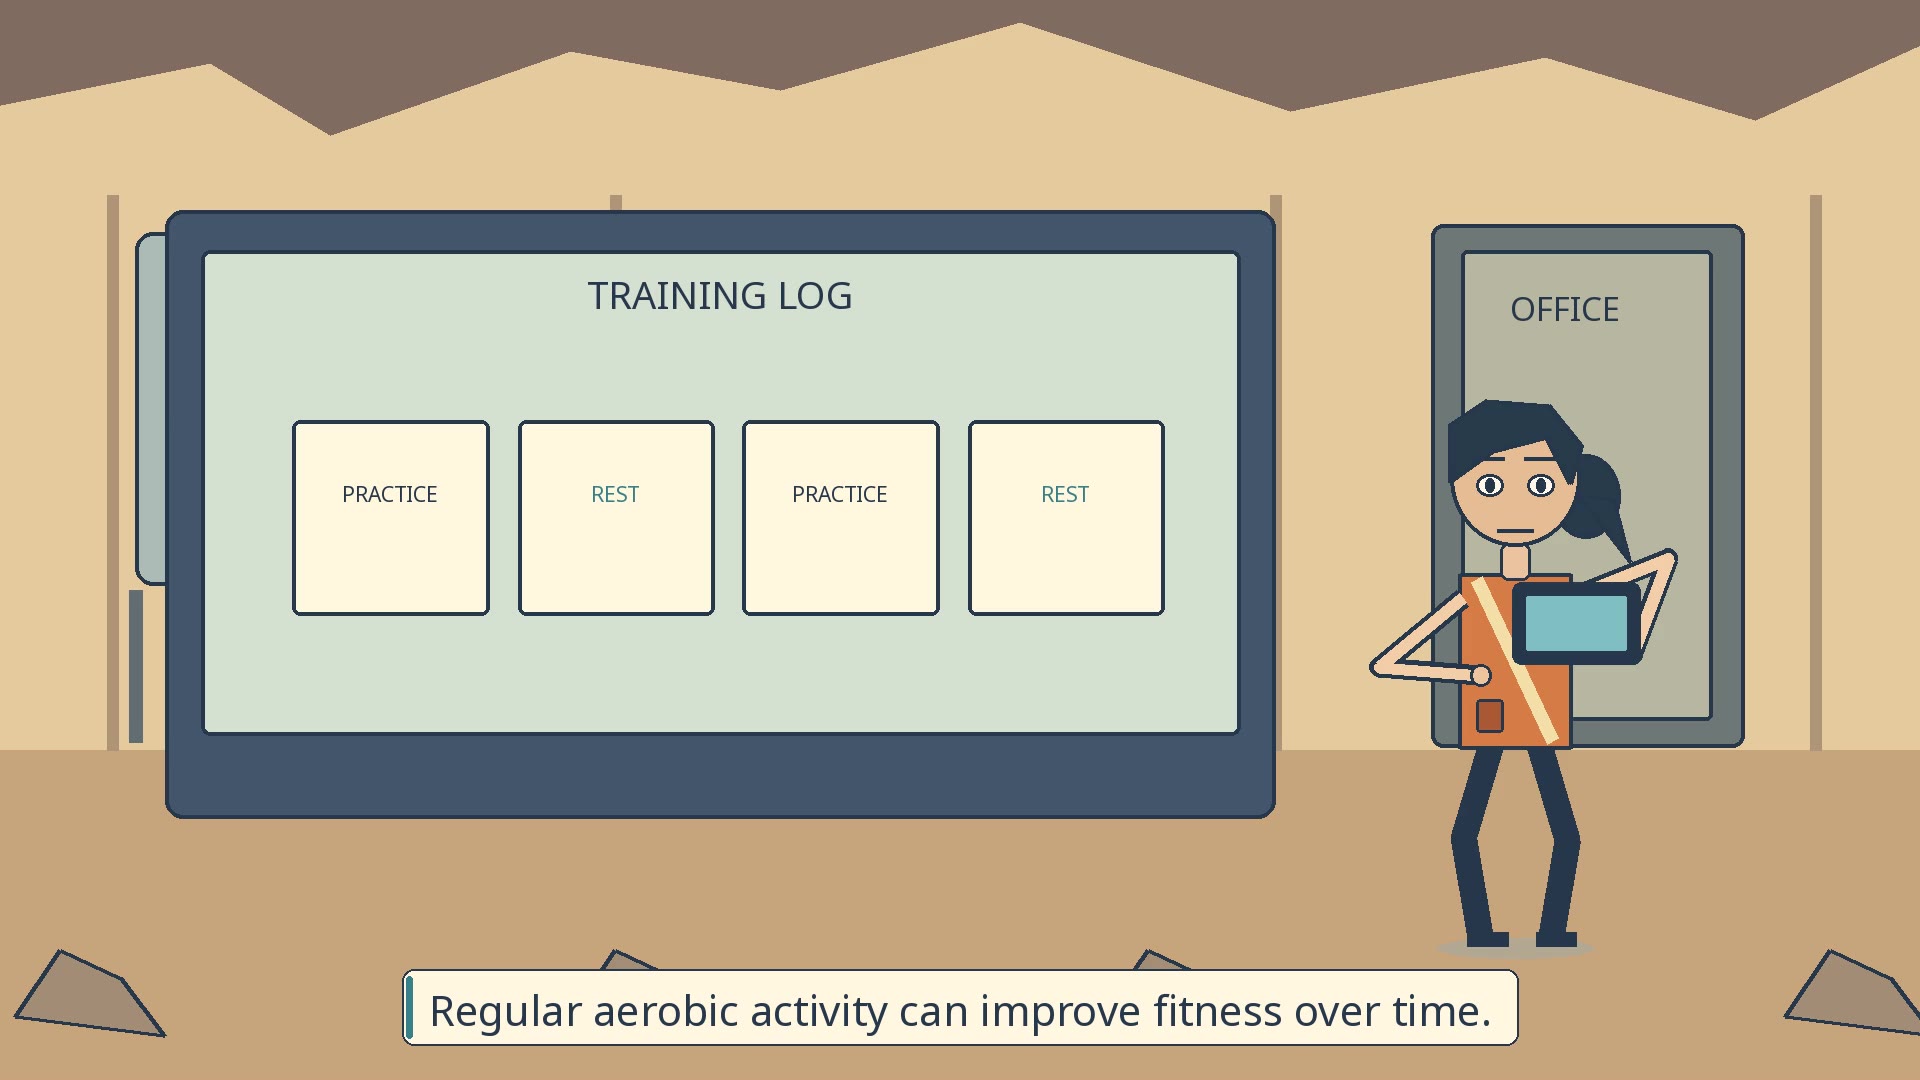 TRAINING LOG
OFFICE
PRACTICE
REST
PRACTICE
REST
Regular aerobic activity can improve fitness over time.